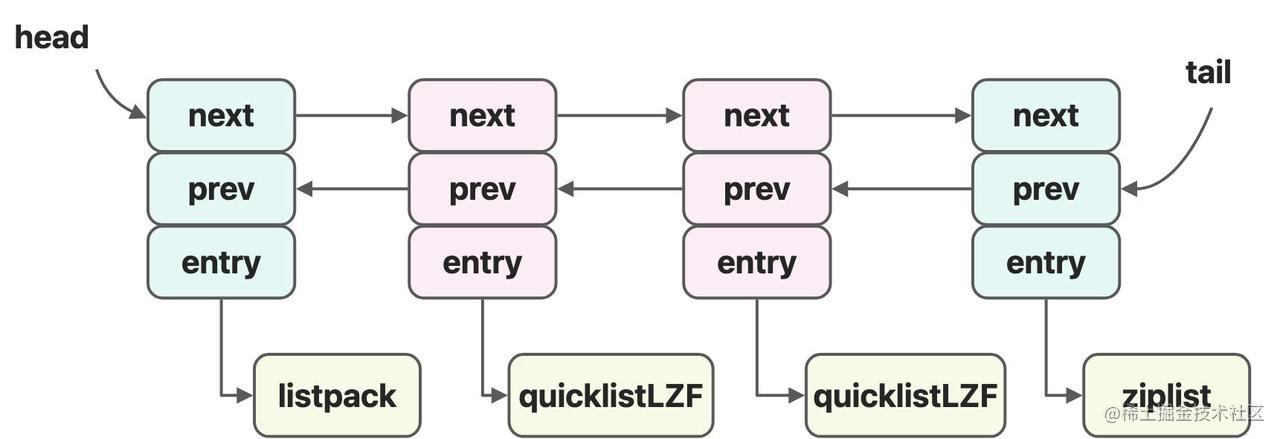 head
tail
next next next next
prev prev prev prev
entry entry entry entry
listpack quicklistLZF quicklistLZF ziplist
@稀土掘金技术社区